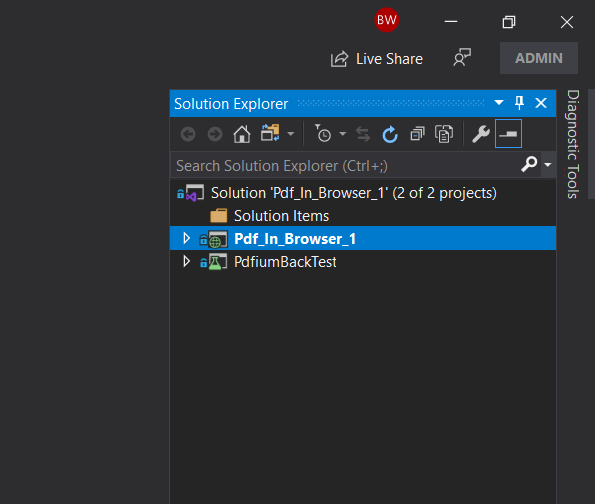 BW
Live Share
ADMIN
Solution Explorer
Search Solution Explorer (Ctrl+;)
Solution 'Pdf_In_Browser_1' (2 of 2 projects)
Solution Items
Pdf_In_Browser_1
PdfiumBackTest
Diagnostic Tools